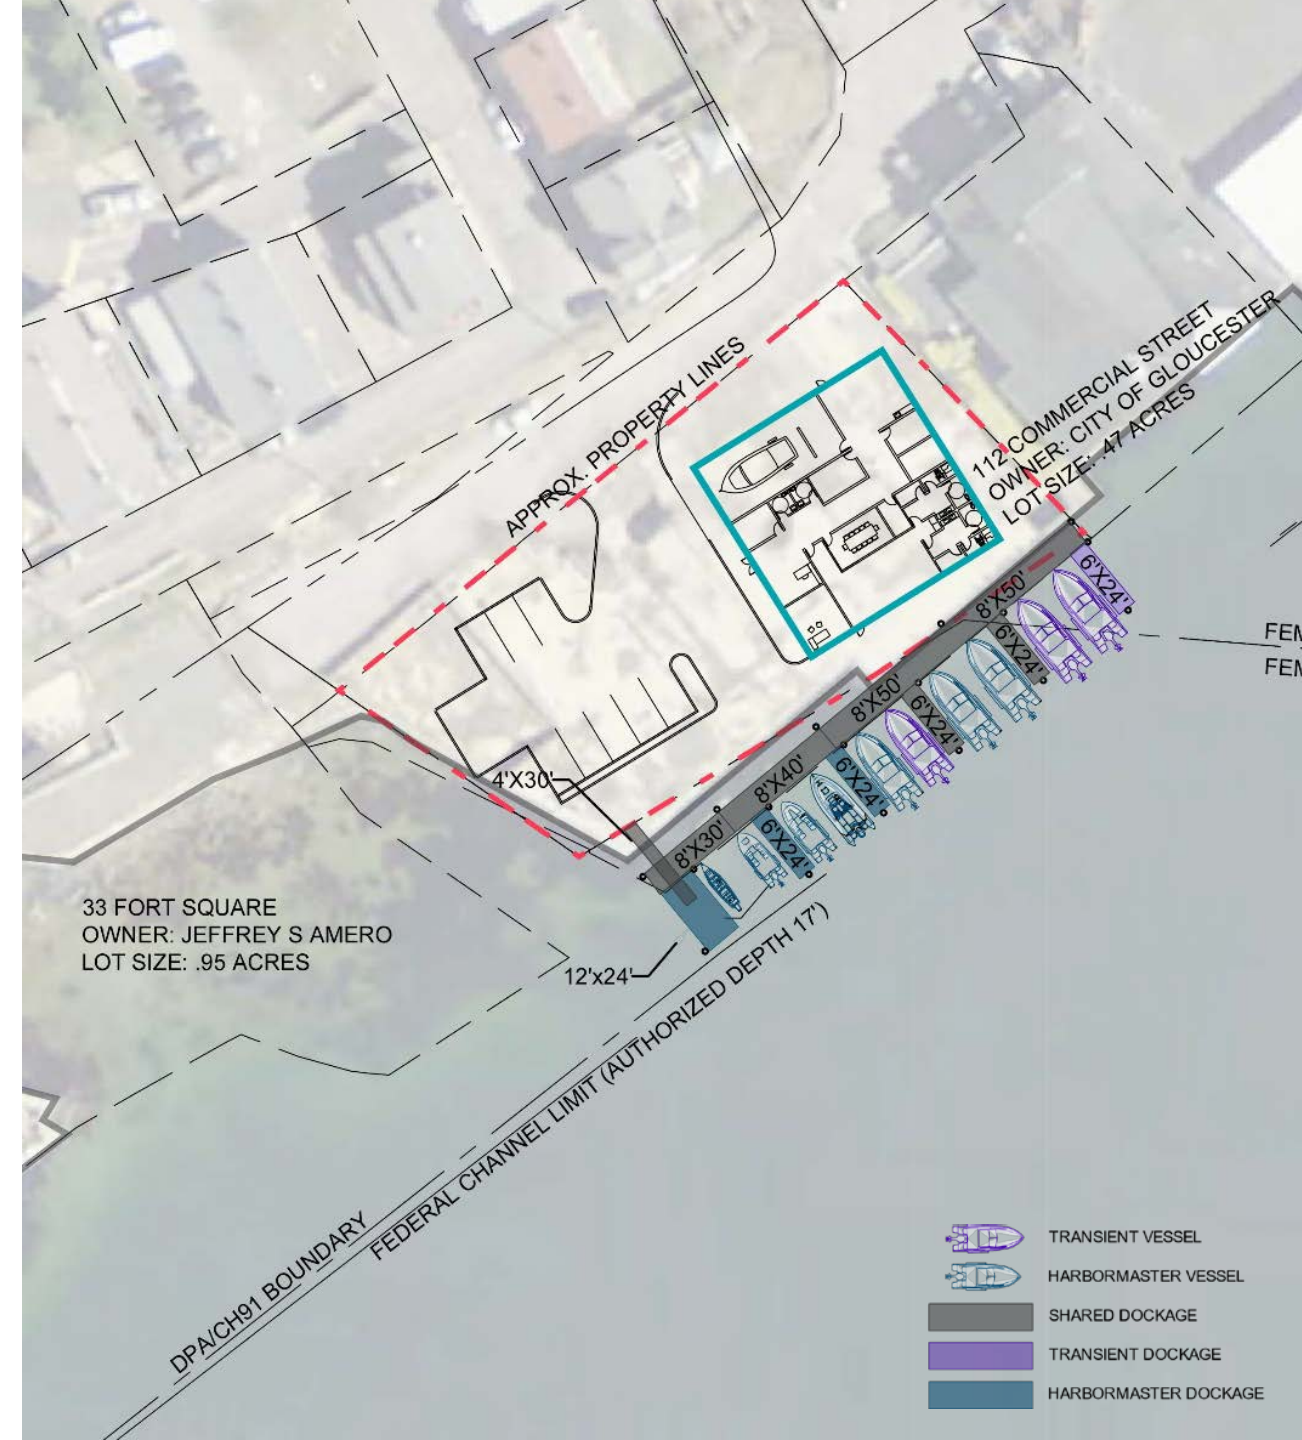 APPROX. PROPERTY LINES
112 COMMERCIAL STREET
OWNER: CITY OF GLOUCESTER
LOT SIZE: .47 ACRES
6'X24'
8'X50'
6'X24'
FEM
FEM
8'X50'
6'X24'
4'X30'
8'X40'
6'X24'
8'X30'
6'X24'
33 FORT SQUARE
OWNER: JEFFREY S AMERO
LOT SIZE: .95 ACRES
12'x24'
FEDERAL CHANNEL LIMIT (AUTHORIZED DEPTH 17')
DPA/CH91 BOUNDARY
TRANSIENT VESSEL
HARBORMASTER VESSEL
SHARED DOCKAGE
TRANSIENT DOCKAGE
HARBORMASTER DOCKAGE